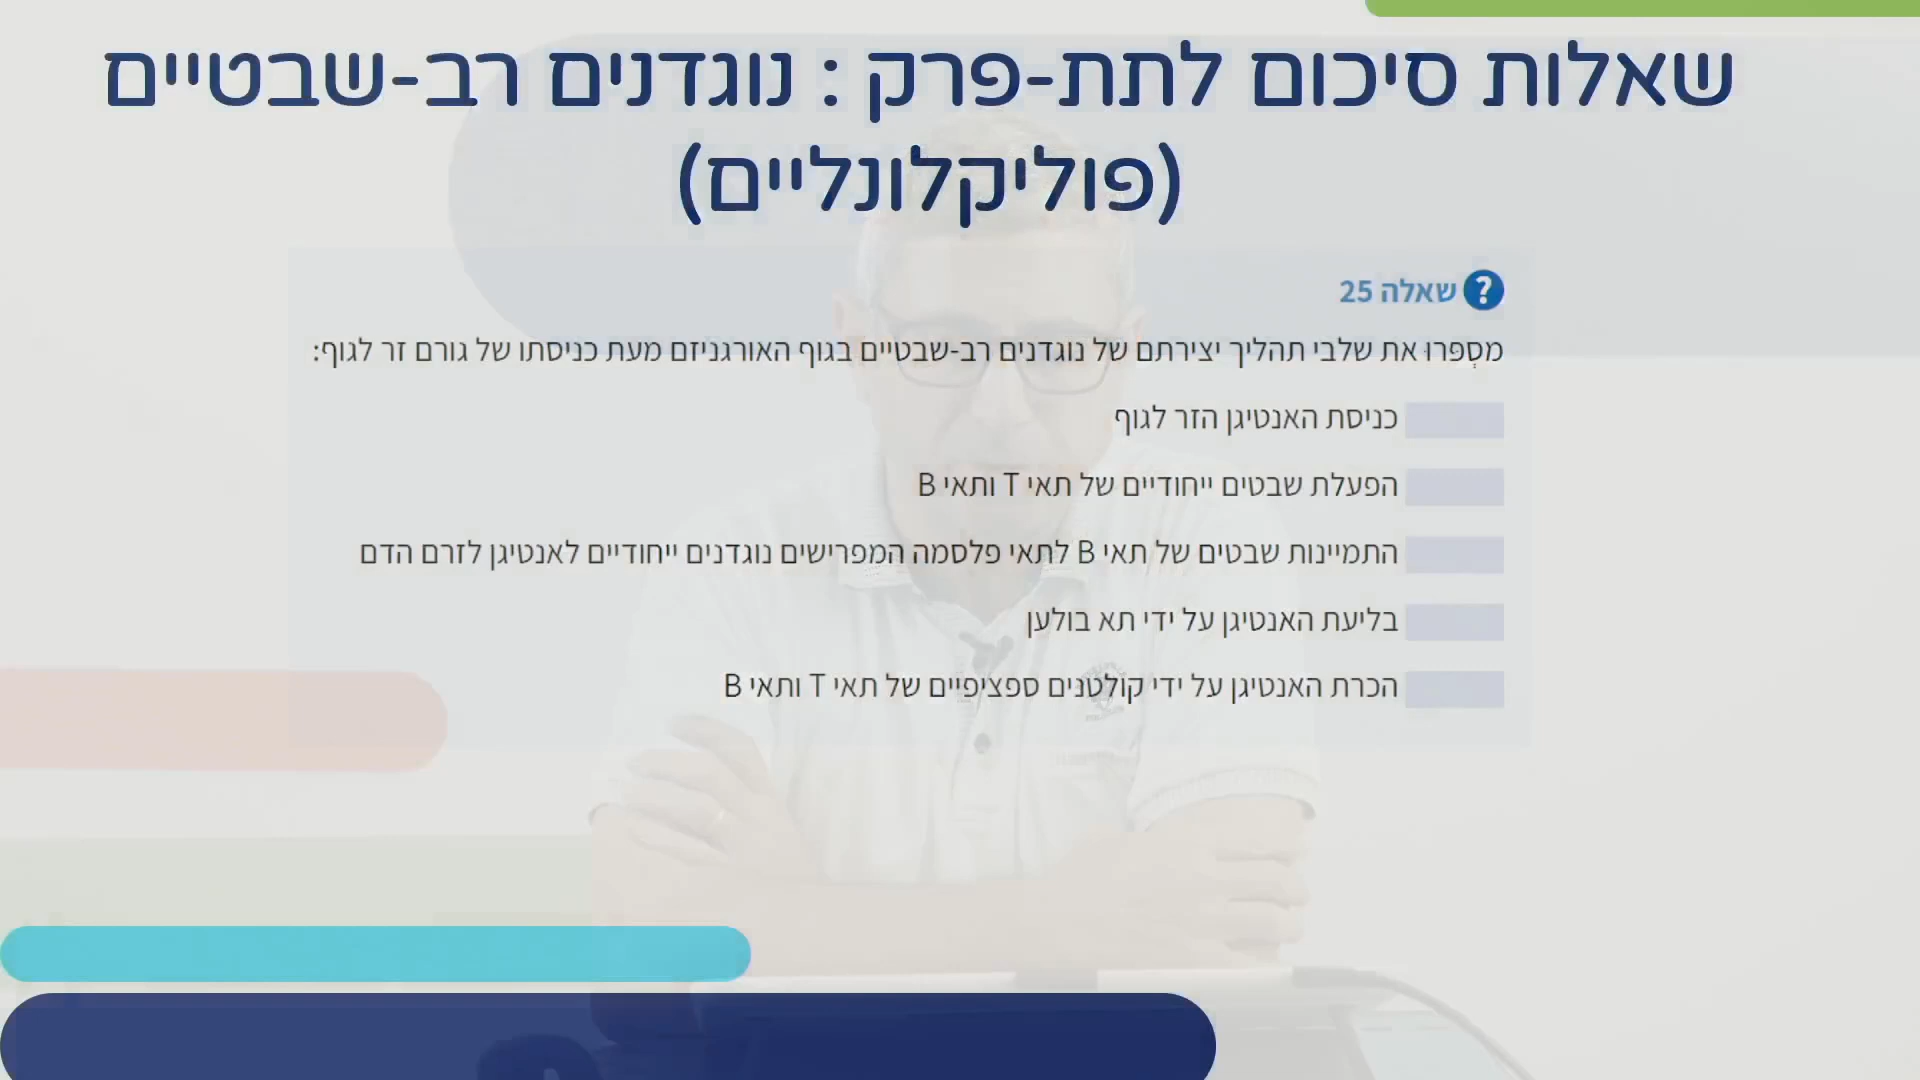 שאלות סיכום לתת-פרק : נוגדנים רב-שבטיים
(פוליקלונליים)
שאלה 25
מסְפּרו את שלבי תהליך יצירתם של נוגדנים רב-שבטיים בגוף האורגניזם מעת כניסתו של גורם זר לגוף:
כניסת האנטיגן הזר לגוף
הפעלת שבטים ייחודיים של תאי T ותאי B
התמיינות שבטים של תאי B לתאי פלסמה המפרישים נוגדנים ייחודיים לאנטיגן לזרם הדם
בליעת האנטיגן על ידי תא בולען
הכרת האנטיגן על ידי קולטנים ספציפיים של תאי T ותאי B